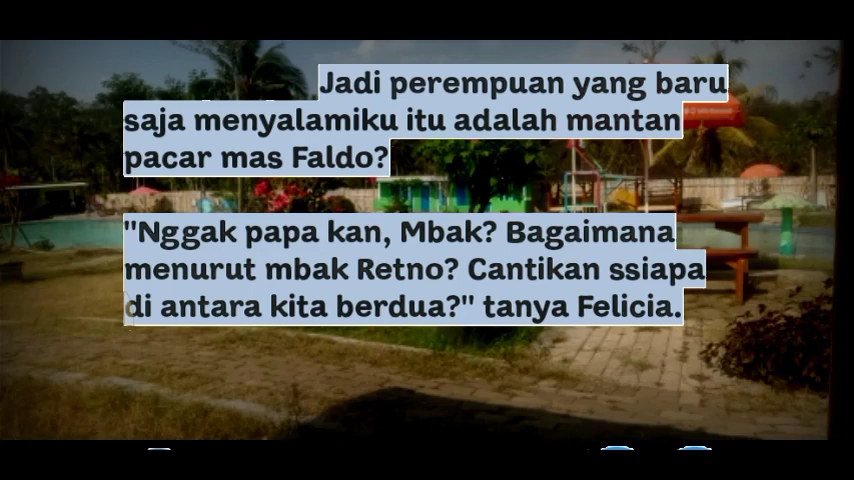 Jadi perempuan yang baru
saja menyalamiku itu adalah mantan
pacar mas Faldo?
"Nggak papa kan, Mbak? Bagaimana
menurut mbak Retno? Cantikan ssiapa
di antara kita berdua?" tanya Felicia.